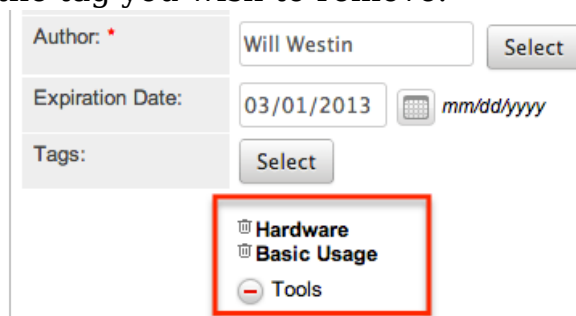 the tag you wish to remove.
Author: * Will Westin Select
Expiration Date: 03/01/2013 mm/dd/yyyy
Tags: Select
Hardware
Basic Usage
Tools